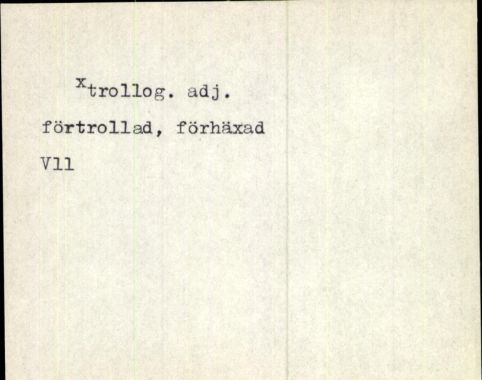 xtrollog. adj.
förtrollad, förhäxad
Vll